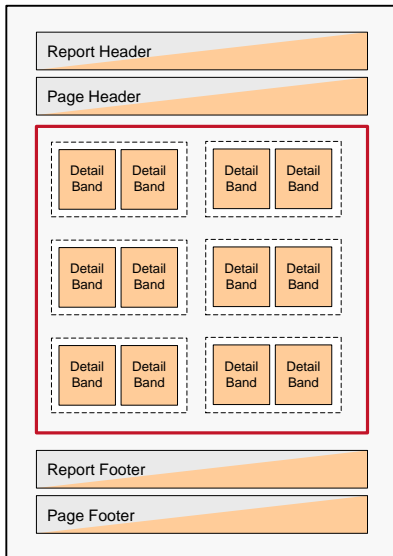 Report Header
Page Header
Detail Detail Detail Detail
Band Band Band Band
Detail Detail Detail Detail
Band Band Band Band
Detail Detail Detail Detail
Band Band Band Band
Report Footer
Page Footer